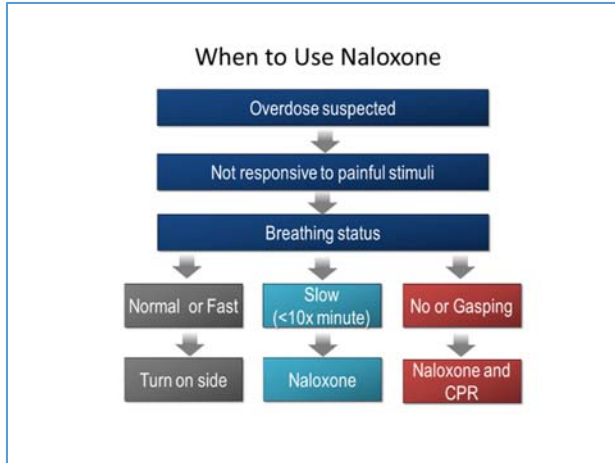 When to Use Naloxone
Overdose suspected
Not responsive to painful stimuli
Breathing status
Normal or Fast
Slow
(<10x minute)
No or Gasping
Turn on side
Naloxone
Naloxone and
CPR